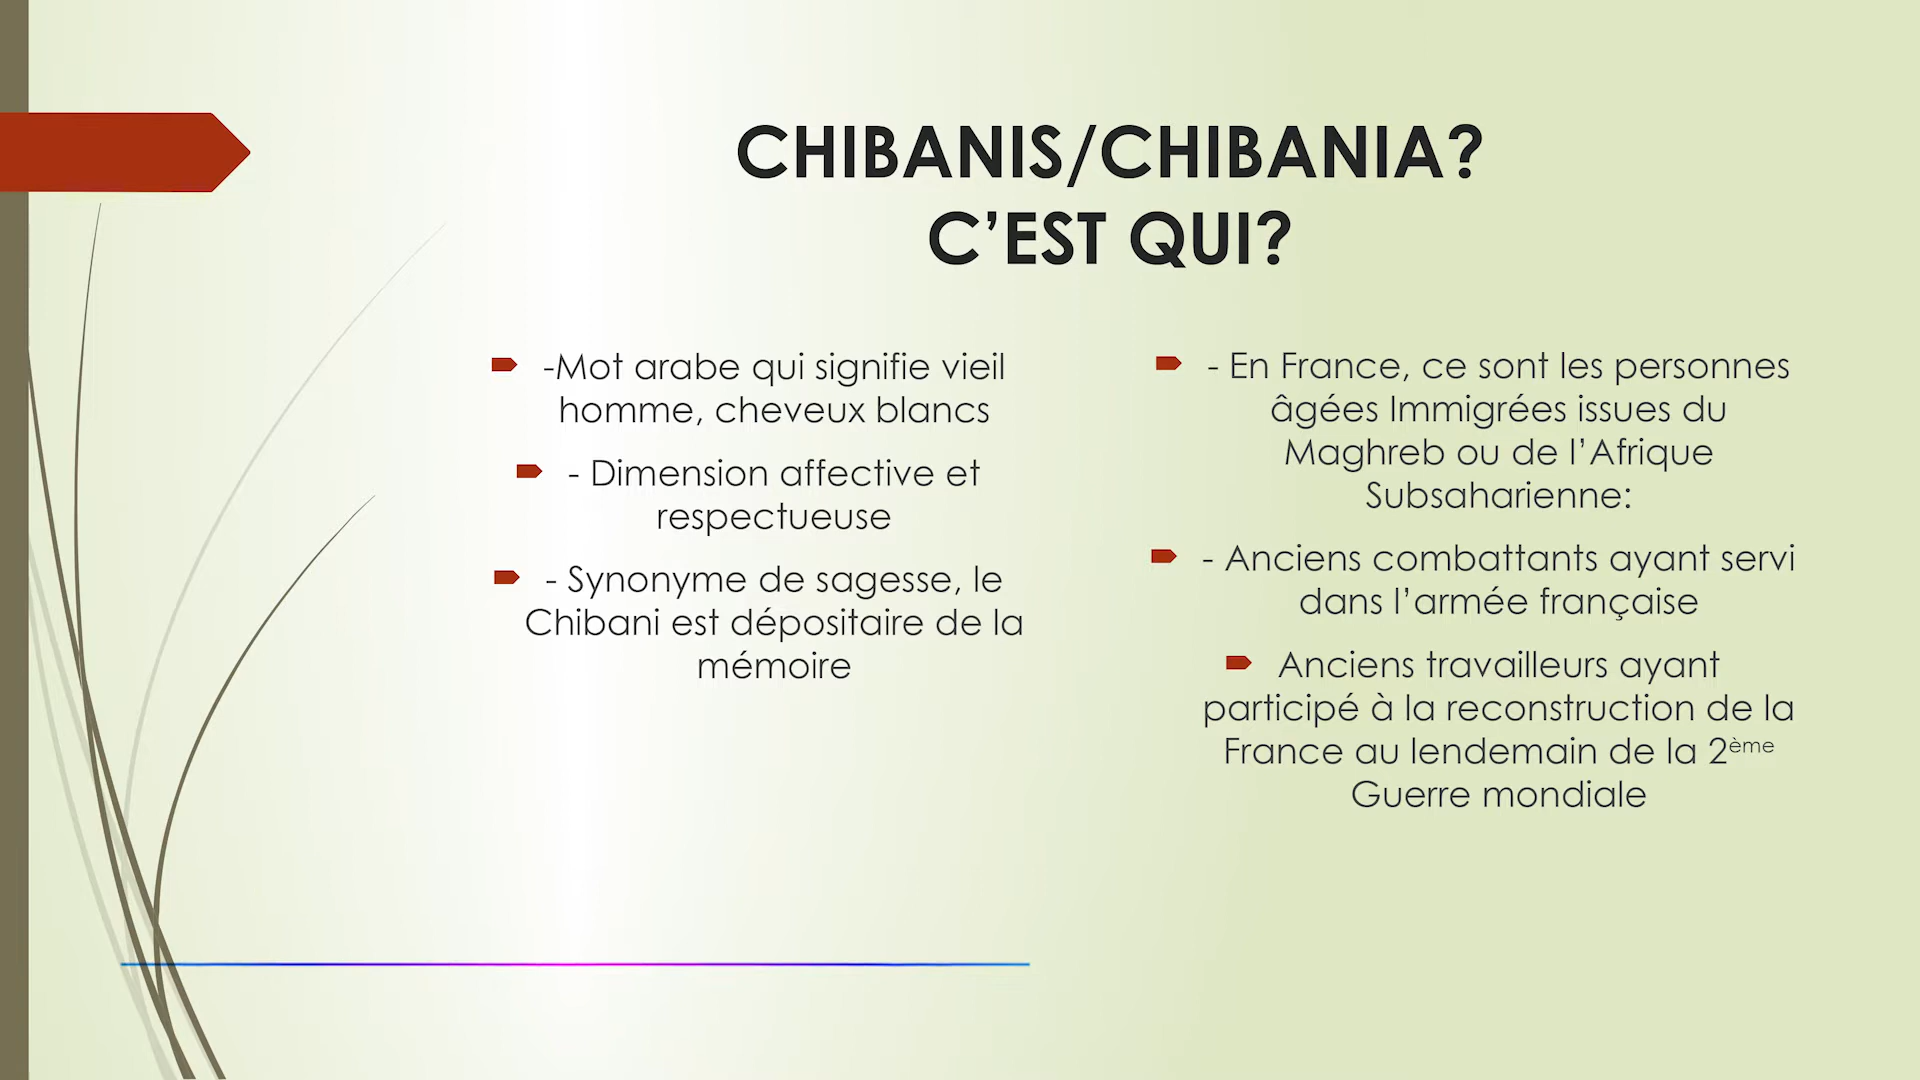 CHIBANIS/CHIBANIA?
C’EST QUI?
-Mot arabe qui signifie vieil
homme, cheveux blancs
- Dimension affective et
respectueuse
- Synonyme de sagesse, le
Chibani est dépositaire de la
mémoire
- En France, ce sont les personnes
âgées Immigrées issues du
Maghreb ou de l’Afrique
Subsaharienne:
- Anciens combattants ayant servi
dans l’armée française
Anciens travailleurs ayant
participé à la reconstruction de la
France au lendemain de la 2ème
Guerre mondiale